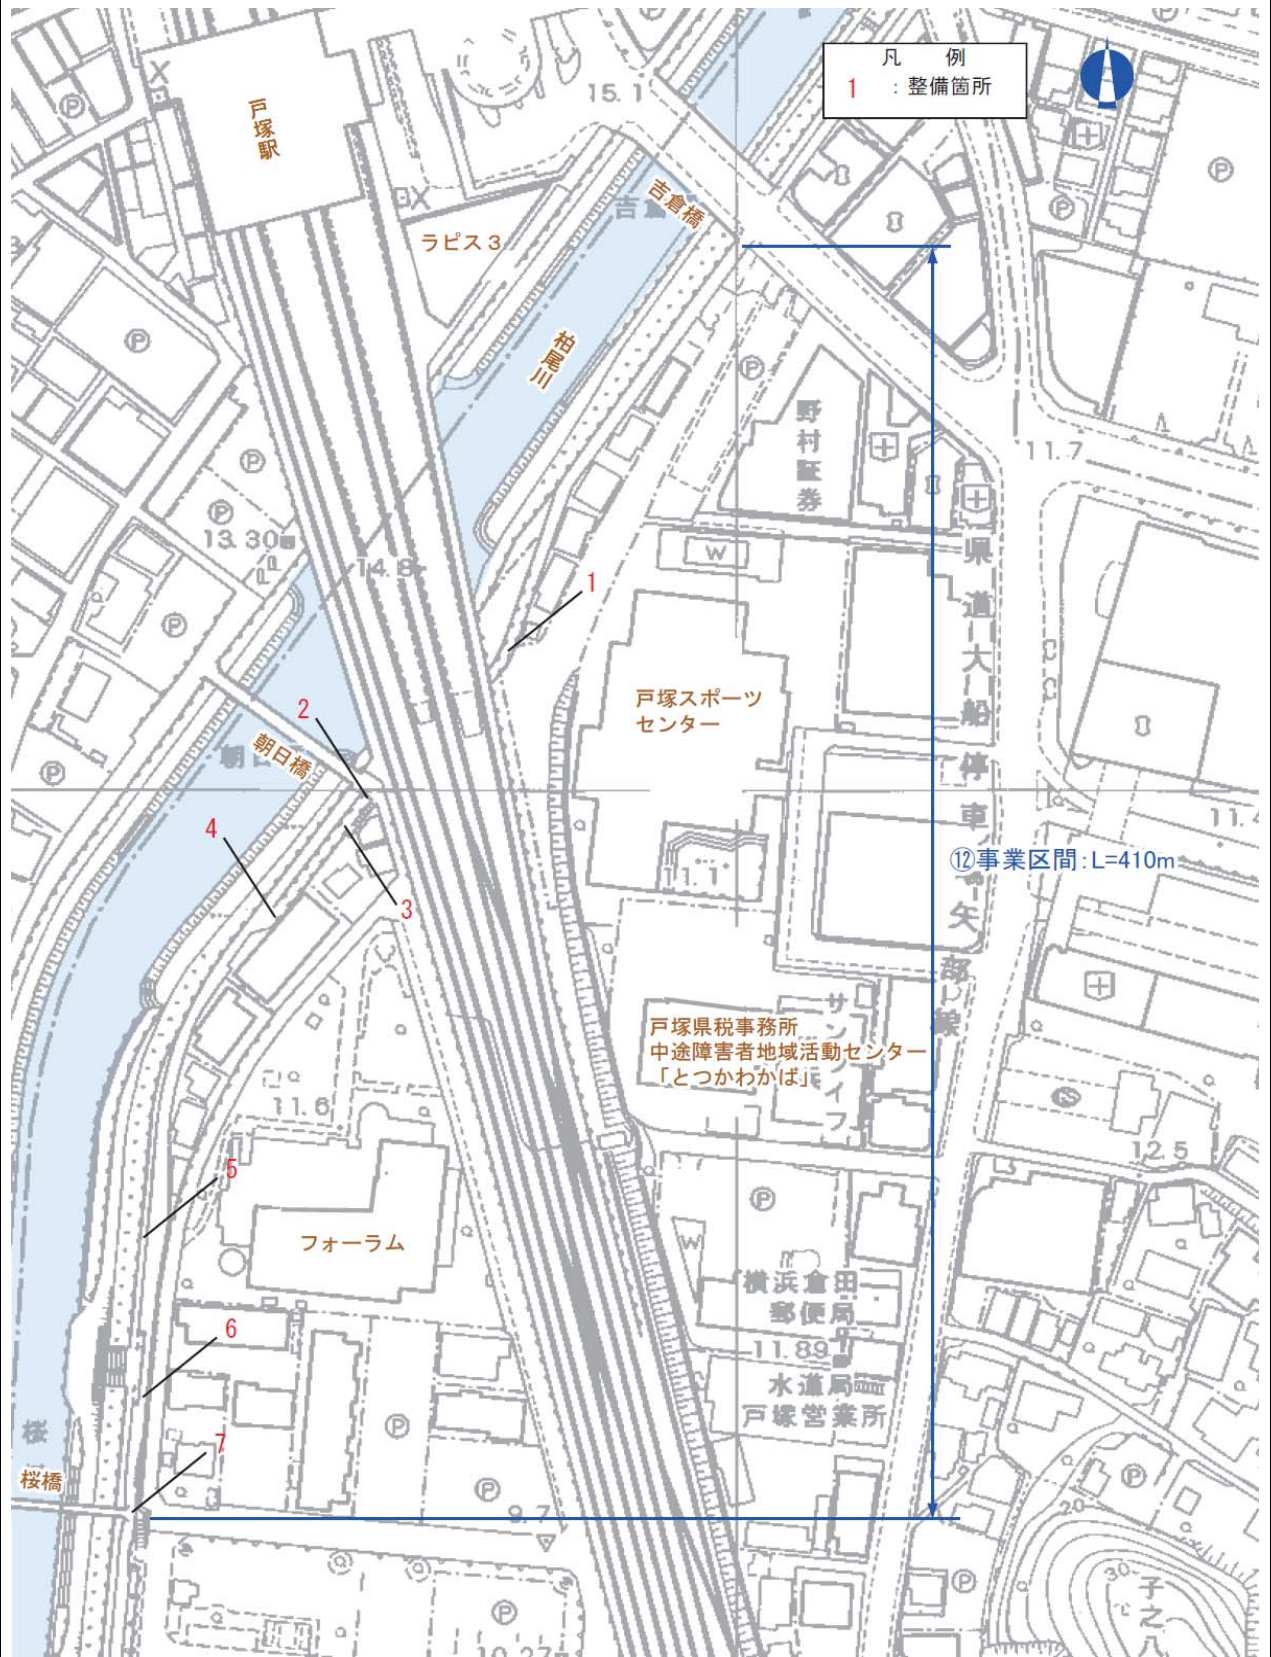 凡 例
1 : 整備箇所
戸塚駅
15.1
吉倉橋
ラピス3
柏尾川
野村証券
11.7
13.30
14.8
W
県道大船停車
矢部線
1
戸塚スポーツ
センター
2
朝日橋
4
11.1
3
⑫事業区間:L=410m
サンライフ
戸塚県税事務所
中途障害者地域活動センター
「とつかわかば」
11.6
GS
12.5
5
フォーラム
W
横浜倉田
郵便局
6
11.89
水道局
戸塚営業所
桜
7
桜橋
9.7
20
30
子之八
10.27